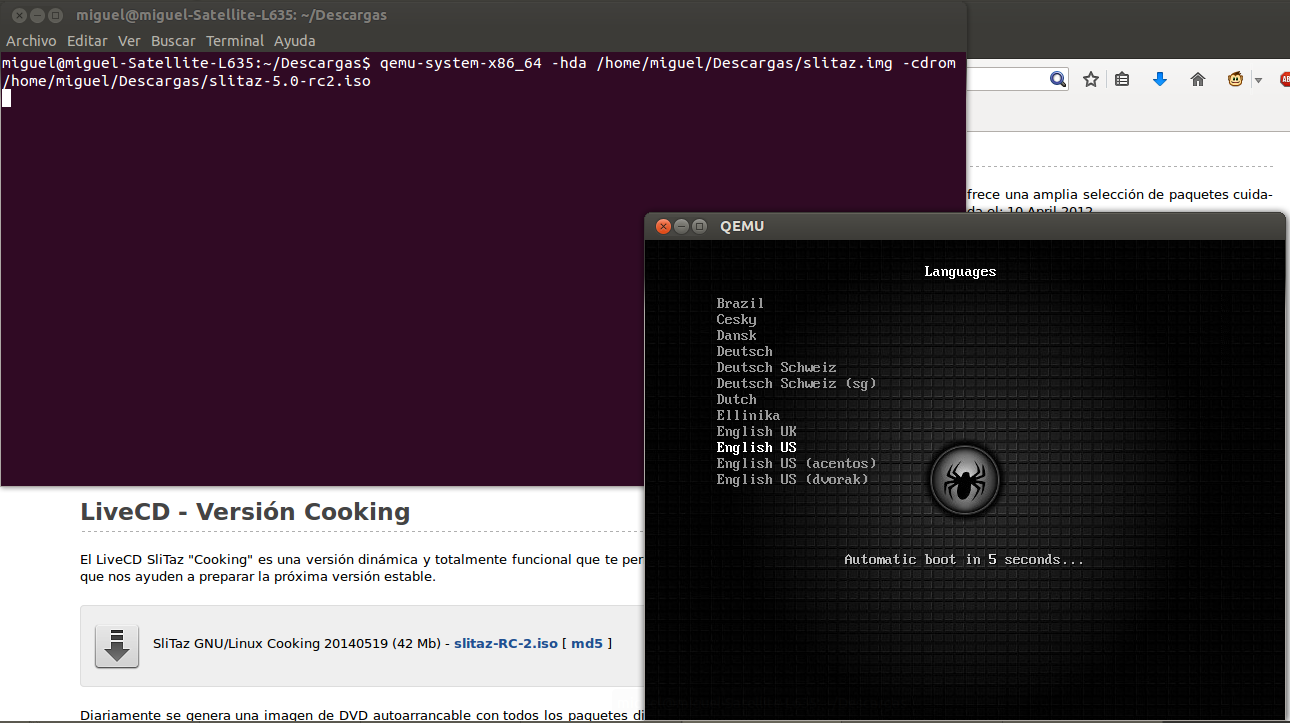 miguel@miguel-Satellite-L635: ~/Descargas
Archivo Editar Ver Buscar Terminal Ayuda
miguel@miguel-Satellite-L635:~/Descargas$ qemu-system-x86_64 -hda /home/miguel/Descargas/slitaz.img -cdrom
/home/miguel/Descargas/slitaz-5.0-rc2.iso
frece una amplia selección de paquetes cuida-
da el: 10 April 2012
QEMU
Languages
Brazil
Cesky
Dansk
Deutsch
Deutsch Schweiz
Deutsch Schweiz (sg)
Dutch
Ellinika
English UK
English US
English US (acentos)
English US (dvorak)
Automatic boot in 5 seconds...
LiveCD - Versión Cooking
El LiveCD SliTaz "Cooking" es una versión dinámica y totalmente funcional que te per
que nos ayuden a preparar la próxima versión estable.
SliTaz GNU/Linux Cooking 20140519 (42 Mb) - slitaz-RC-2.iso [ md5 ]
Diariamente se genera una imagen de DVD autoarrancable con todos los paquetes di